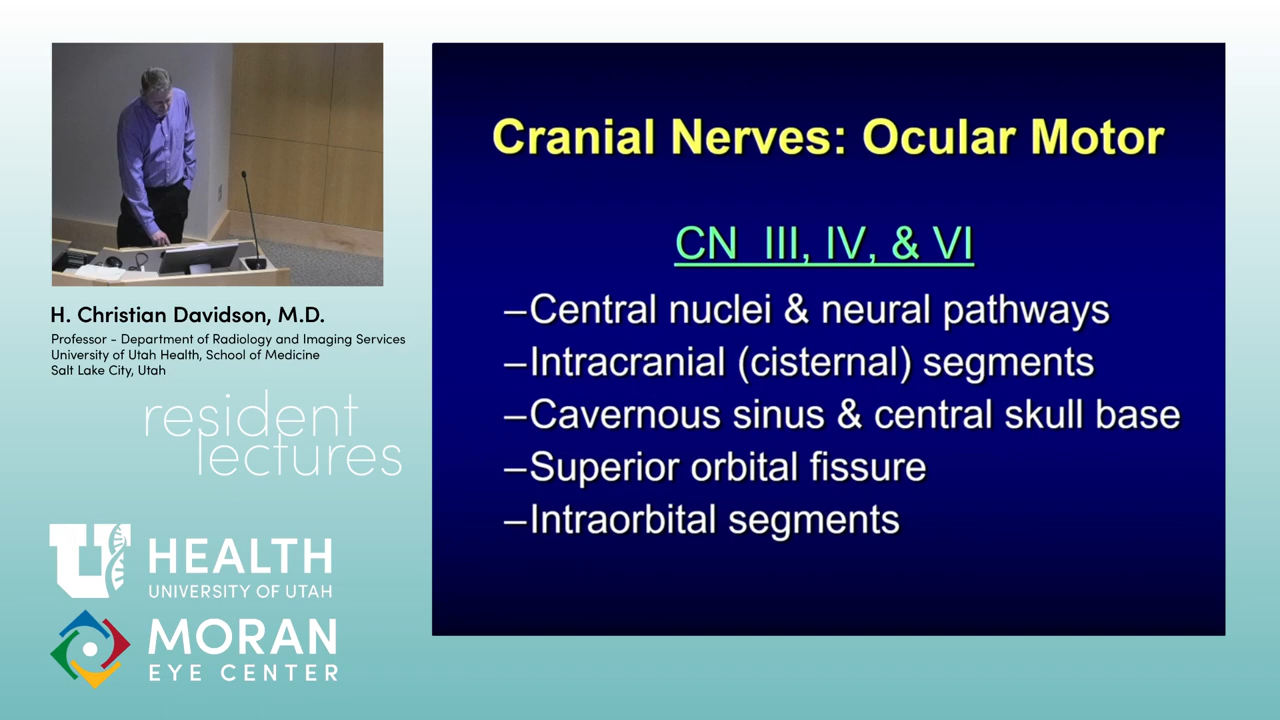 H. Christian Davidson, M.D.
Professor - Department of Radiology and Imaging Services
University of Utah Health, School of Medicine
Salt Lake City, Utah
resident
lectures
U HEALTH
UNIVERSITY OF UTAH
MORAN
EYE CENTER
Cranial Nerves: Ocular Motor
CN III, IV, & VI
–Central nuclei & neural pathways
–Intracranial (cisternal) segments
–Cavernous sinus & central skull base
–Superior orbital fissure
–Intraorbital segments